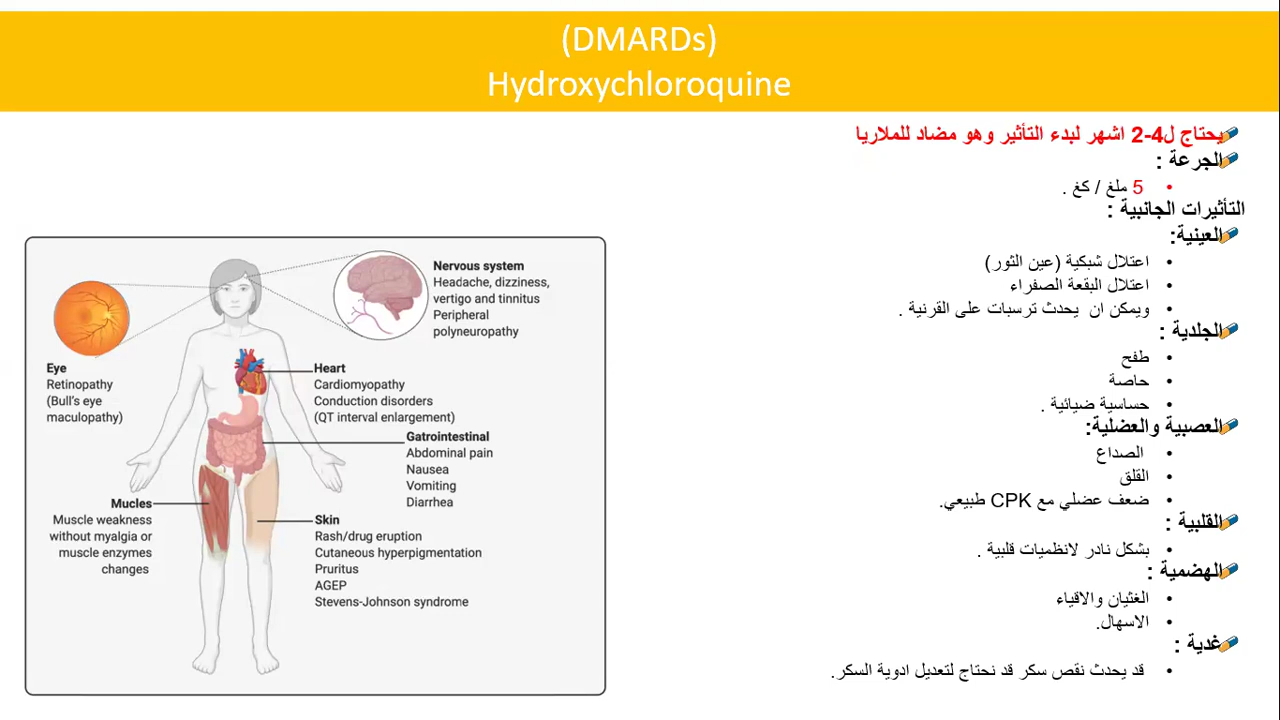 (DMARDs)
Hydroxychloroquine
يحتاج ل4-2 اشهر لبدء التأثير وهو مضاد للملاريا
الجرعة :
• 5 ملغ / كغ .
التأثيرات الجانبية :
العينية:
• اعتلال شبكية (عين الثور)
• اعتلال البقعة الصفراء
• ويمكن ان يحدث ترسبات على القرنية .
الجلدية :
• طفح
• حاصة
• حساسية ضيائية .
العصبية والعضلية:
• الصداع
• القلق
• ضعف عضلي مع CPK طبيعي.
القلبية :
• بشكل نادر لانظميات قلبية .
الهضمية :
• الغثيان والاقياء
• الاسهال.
غدية :
• قد يحدث نقص سكر قد نحتاج لتعديل ادوية السكر.
Nervous system
Headache, dizziness,
vertigo and tinnitus
Peripheral
polyneuropathy
Eye
Retinopathy
(Bull's eye
maculopathy)
Heart
Cardiomyopathy
Conduction disorders
(QT interval enlargement)
Gatrointestinal
Abdominal pain
Nausea
Vomiting
Diarrhea
Mucles
Muscle weakness
without myalgia or
muscle enzymes
changes
Skin
Rash/drug eruption
Cutaneous hyperpigmentation
Pruritus
AGEP
Stevens-Johnson syndrome